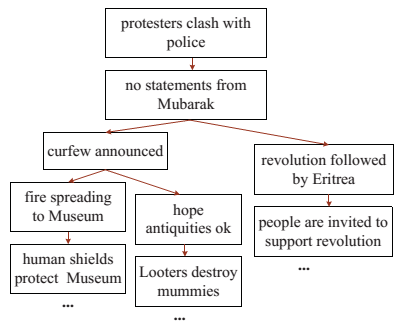 protesters clash with
police
no statements from
Mubarak
curfew announced
revolution followed
by Eritrea
fire spreading
to Museum
hope
antiquities ok
people are invited to
support revolution
human shields
protect Museum
Looters destroy
mummies
...
...
...